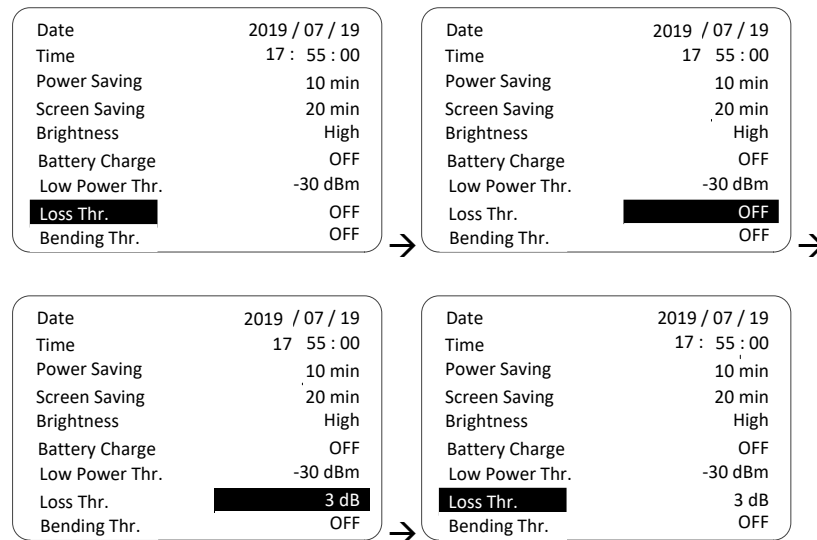 Date 2019 / 07 / 19
Time 17 : 55 : 00
Power Saving 10 min
Screen Saving 20 min
Brightness High
Battery Charge OFF
Low Power Thr. -30 dBm
Loss Thr. OFF
Bending Thr. OFF
→
Date 2019 / 07 / 19
Time 17 55 : 00
Power Saving 10 min
Screen Saving 20 min
Brightness High
Battery Charge OFF
Low Power Thr. -30 dBm
Loss Thr. OFF
Bending Thr. OFF
→
Date 2019 / 07 / 19
Time 17 55 : 00
Power Saving 10 min
Screen Saving 20 min
Brightness High
Battery Charge OFF
Low Power Thr. -30 dBm
Loss Thr. 3 dB
Bending Thr. OFF
→
Date 2019 / 07 / 19
Time 17 : 55 : 00
Power Saving 10 min
Screen Saving 20 min
Brightness High
Battery Charge OFF
Low Power Thr. -30 dBm
Loss Thr. 3 dB
Bending Thr. OFF